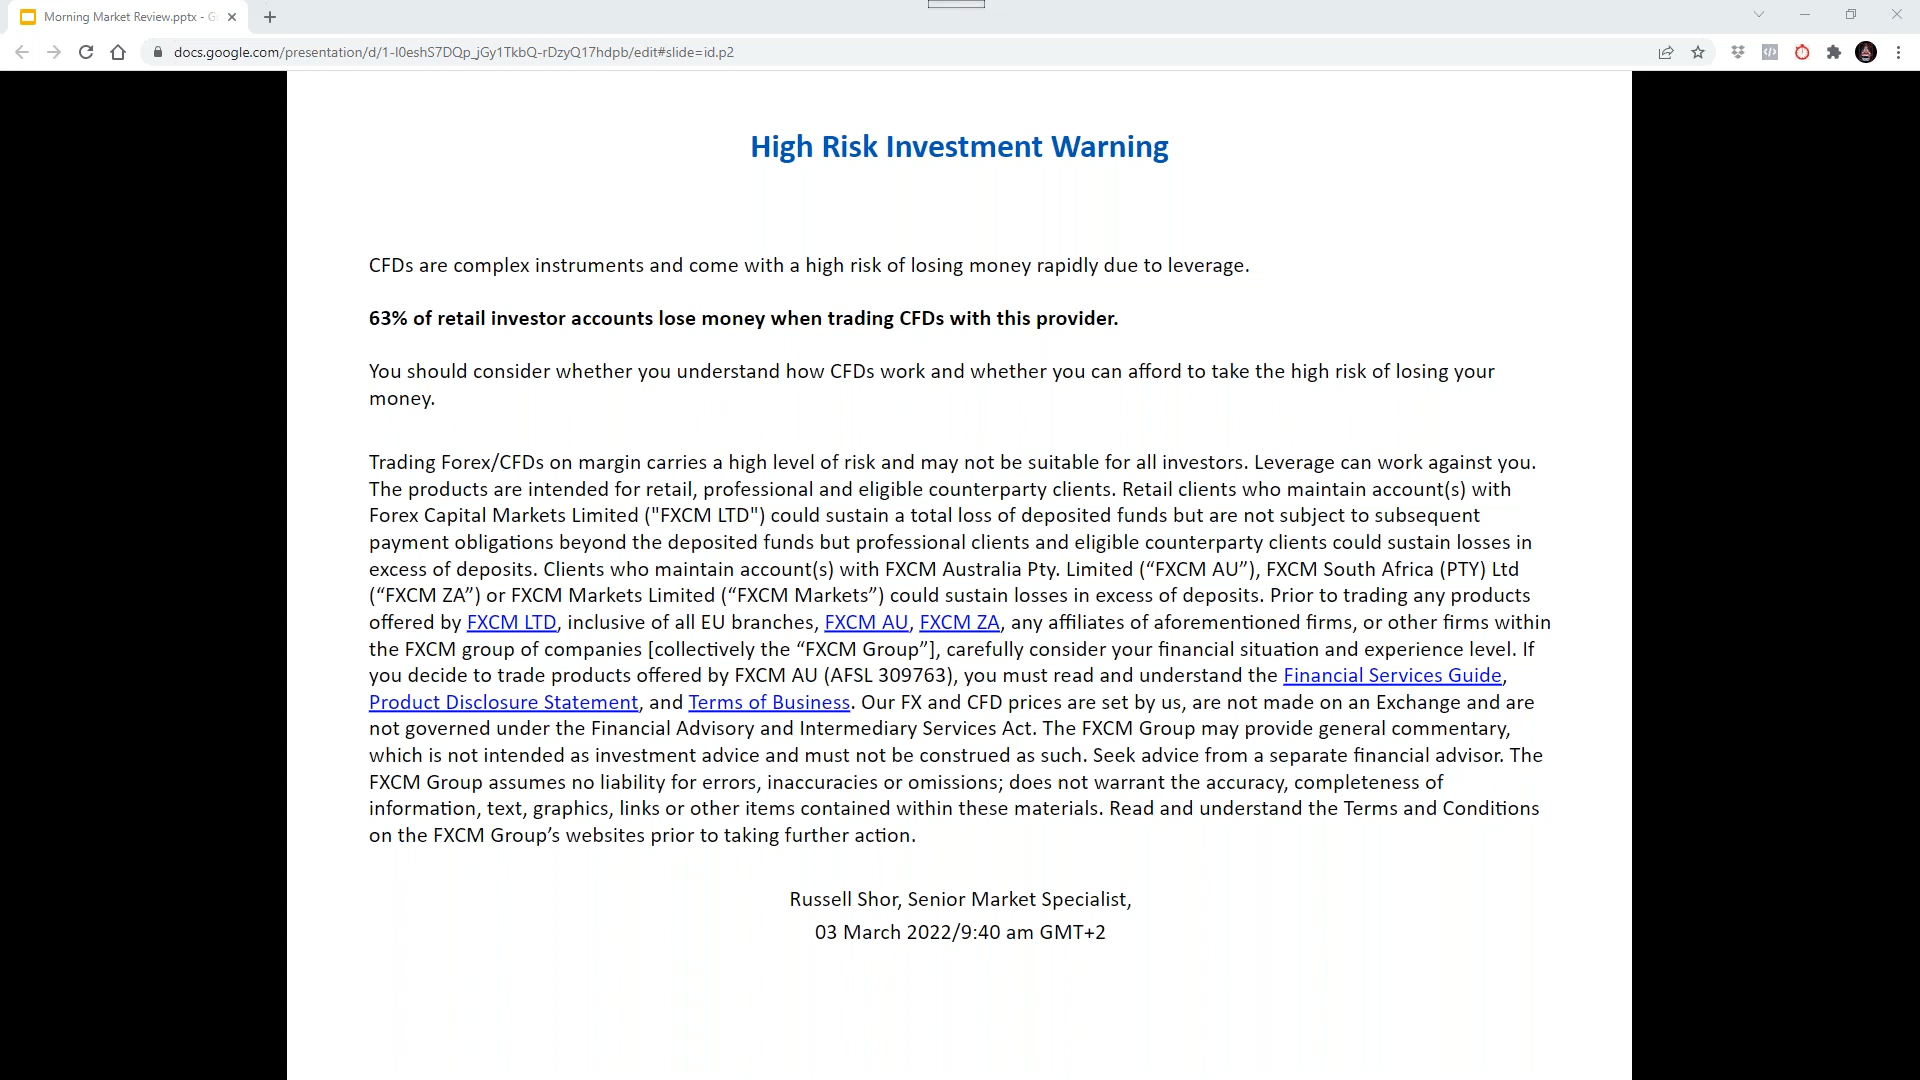 Morning Market Review.pptx - G
docs.google.com/presentation/d/1-l0eshS7DQp_jGy1TkbQ-rDzyQ17hdpb/edit#slide=id.p2
High Risk Investment Warning
CFDs are complex instruments and come with a high risk of losing money rapidly due to leverage.
63% of retail investor accounts lose money when trading CFDs with this provider.
You should consider whether you understand how CFDs work and whether you can afford to take the high risk of losing your
money.
Trading Forex/CFDs on margin carries a high level of risk and may not be suitable for all investors. Leverage can work against you.
The products are intended for retail, professional and eligible counterparty clients. Retail clients who maintain account(s) with
Forex Capital Markets Limited ("FXCM LTD") could sustain a total loss of deposited funds but are not subject to subsequent
payment obligations beyond the deposited funds but professional clients and eligible counterparty clients could sustain losses in
excess of deposits. Clients who maintain account(s) with FXCM Australia Pty. Limited (“FXCM AU”), FXCM South Africa (PTY) Ltd
(“FXCM ZA”) or FXCM Markets Limited (“FXCM Markets”) could sustain losses in excess of deposits. Prior to trading any products
offered by FXCM LTD, inclusive of all EU branches, FXCM AU, FXCM ZA, any affiliates of aforementioned firms, or other firms within
the FXCM group of companies [collectively the “FXCM Group”], carefully consider your financial situation and experience level. If
you decide to trade products offered by FXCM AU (AFSL 309763), you must read and understand the Financial Services Guide,
Product Disclosure Statement, and Terms of Business. Our FX and CFD prices are set by us, are not made on an Exchange and are
not governed under the Financial Advisory and Intermediary Services Act. The FXCM Group may provide general commentary,
which is not intended as investment advice and must not be construed as such. Seek advice from a separate financial advisor. The
FXCM Group assumes no liability for errors, inaccuracies or omissions; does not warrant the accuracy, completeness of
information, text, graphics, links or other items contained within these materials. Read and understand the Terms and Conditions
on the FXCM Group’s websites prior to taking further action.
Russell Shor, Senior Market Specialist,
03 March 2022/9:40 am GMT+2